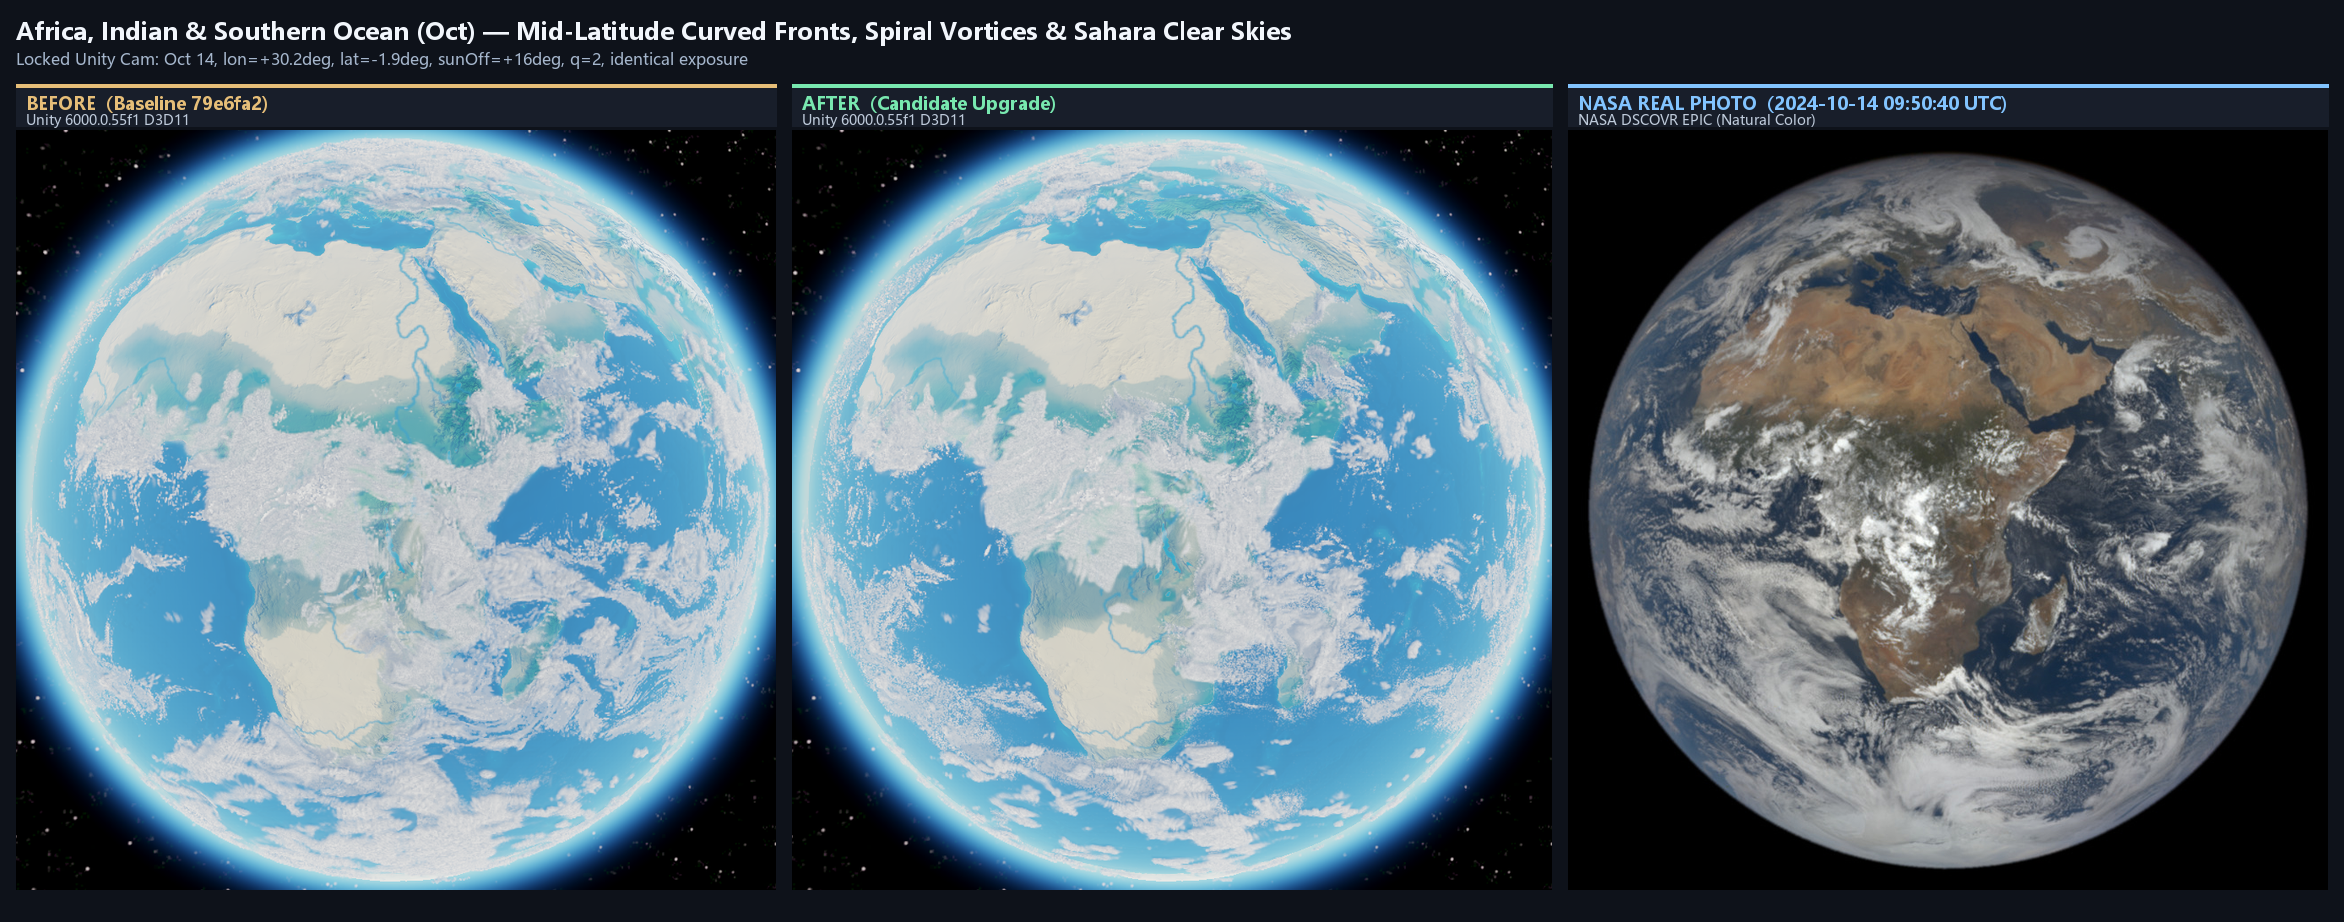 Africa, Indian & Southern Ocean (Oct) — Mid-Latitude Curved Fronts, Spiral Vortices & Sahara Clear Skies
Locked Unity Cam: Oct 14, lon=+30.2deg, lat=-1.9deg, sunOff=+16deg, q=2, identical exposure
BEFORE (Baseline 79e6fa2)
Unity 6000.0.55f1 D3D11
AFTER (Candidate Upgrade)
Unity 6000.0.55f1 D3D11
NASA REAL PHOTO (2024-10-14 09:50:40 UTC)
NASA DSCOVR EPIC (Natural Color)